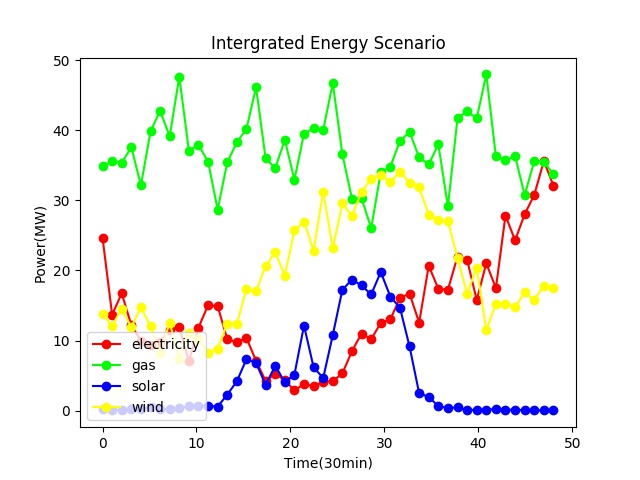 Intergrated Energy Scenario
Power(MW)
50
40
30
20
10
0
electricity
gas
solar
wind
0 10 20 30 40 50
Time(30min)